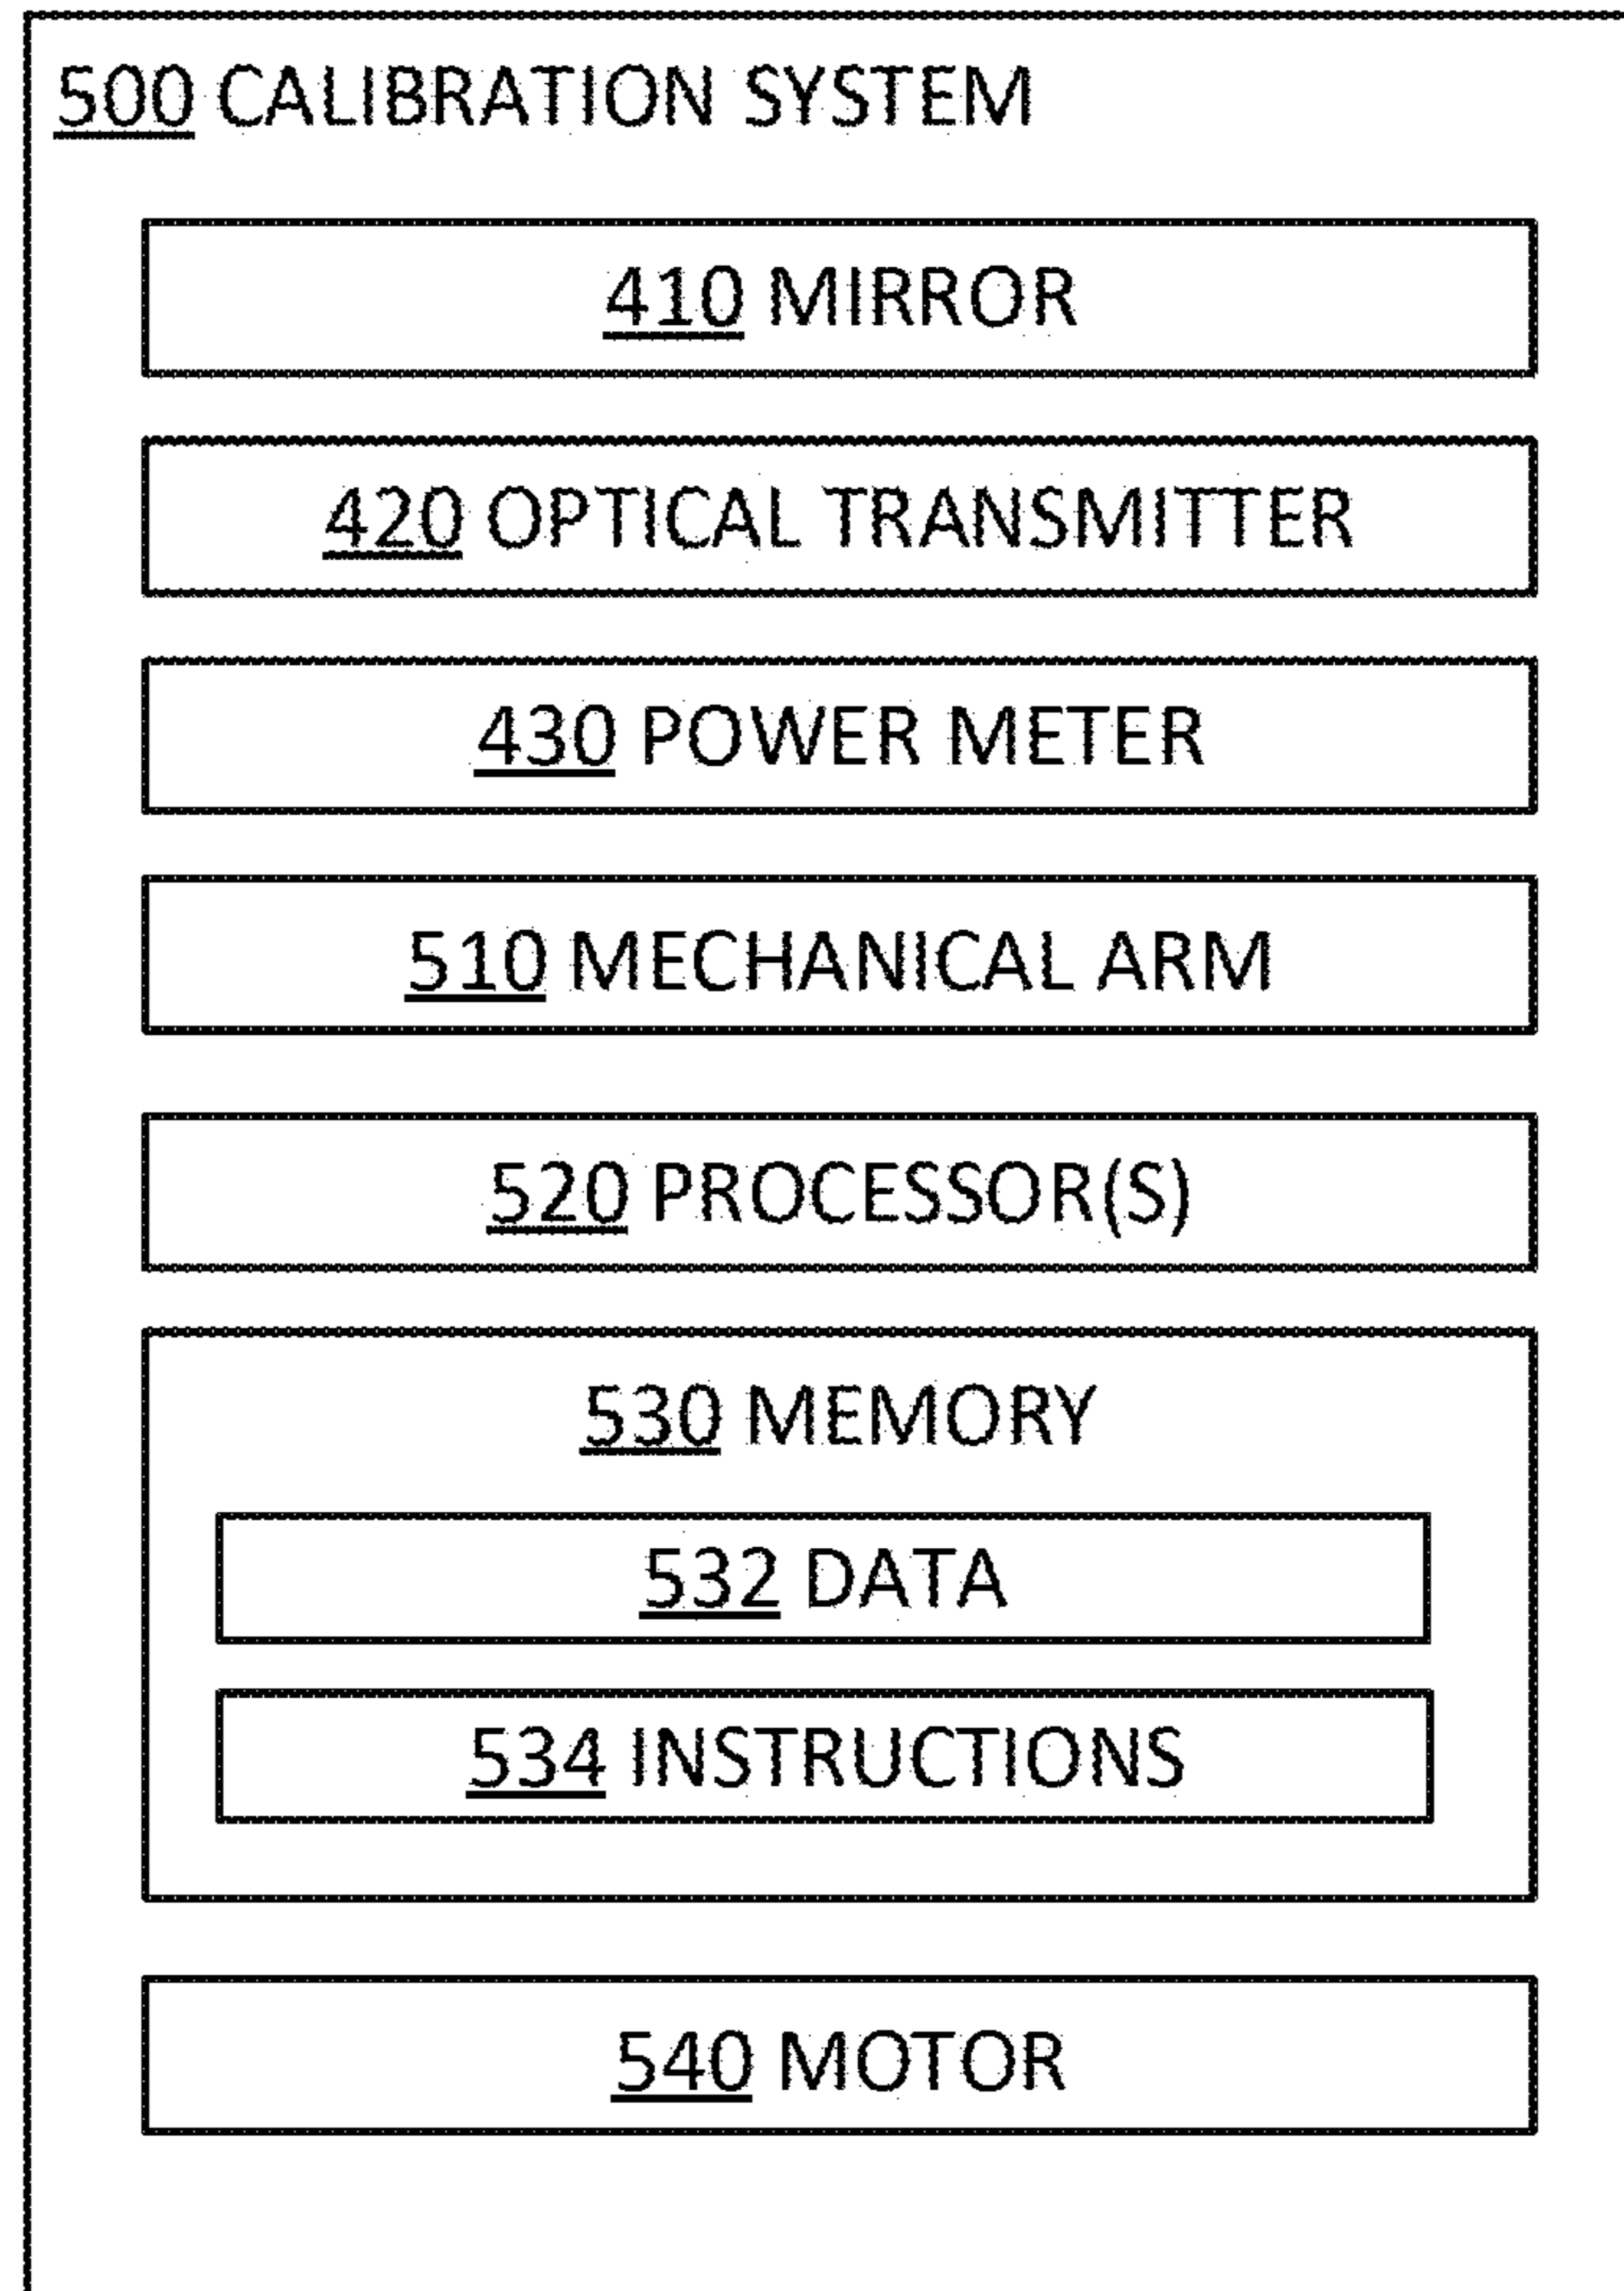 500 CALIBRATION SYSTEM
410 MIRROR
420 OPTICAL TRANSMITTER
430 POWER METER
510 MECHANICAL ARM
520 PROCESSOR(S)
530 MEMORY
532 DATA
534 INSTRUCTIONS
540 MOTOR